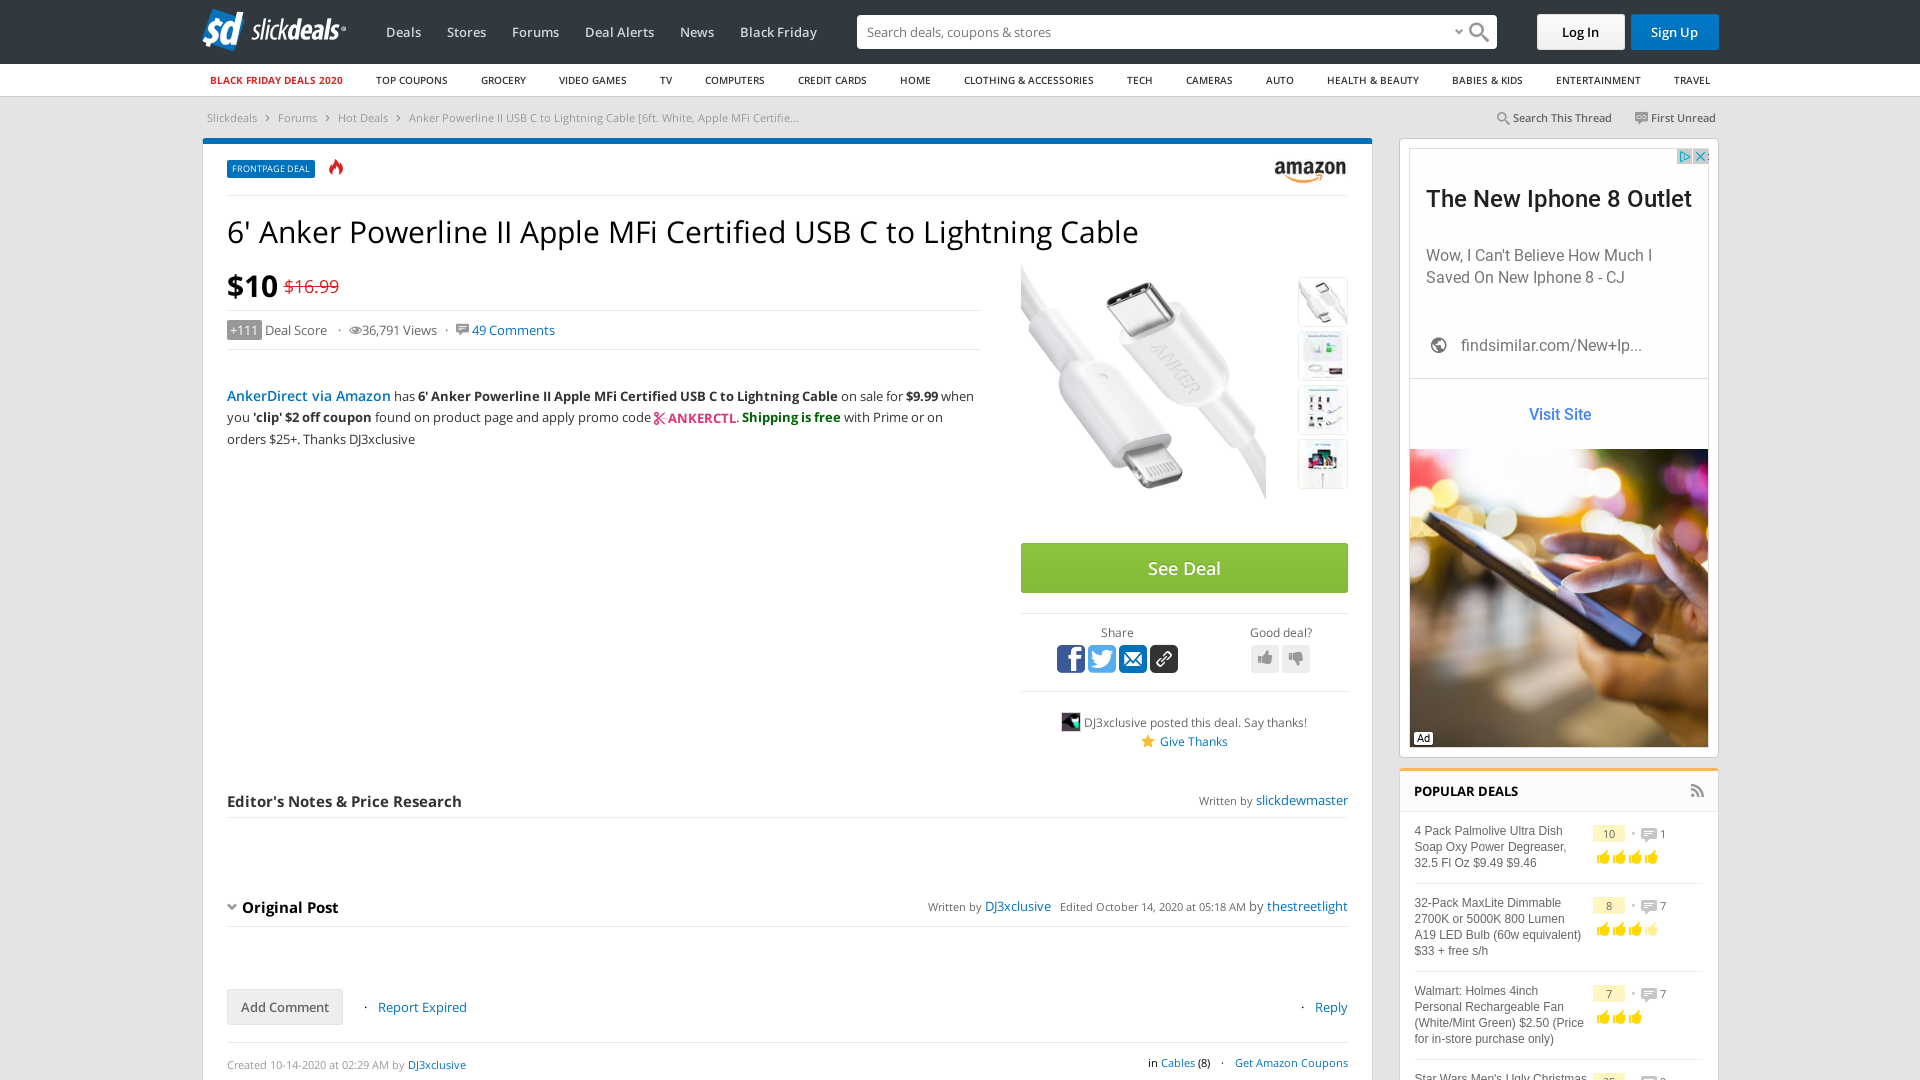 sd slickdeals
Deals Stores Forums Deal Alerts News Black Friday
Search deals, coupons & shops
Log In
Sign Up
BLACK FRIDAY DEALS 2020 TOP COUPONS GROCERY VIDEO GAMES TV COMPUTERS CREDIT CARDS HOME CLOTHING & ACCESSORIES TECH CAMERAS AUTO HEALTH & BEAUTY BABIES & KIDS ENTERTAINMENT TRAVEL
Slickdeals › Forums › Hot Deals › Anker Powerline II USB C to Lightning Cable [6ft. White, Apple MFi Certifie...
Search This Thread
First Unread
FRONTPAGE DEAL
amazon
6' Anker Powerline II Apple MFi Certified USB C to Lightning Cable
$10 $16.99
+111 Deal Score · 36,791 Views · 49 Comments
AnkerDirect via Amazon has 6' Anker Powerline II Apple MFi Certified USB C to Lightning Cable on sale for $9.99 when
you 'clip' $2 off coupon found on product page and apply promo code ANKERCTL. Shipping is free with Prime or on
orders $25+. Thanks DJ3xclusive
ANKER
See Deal
Share
Good deal?
DJ3xclusive posted this deal. Say thanks!
Give Thanks
Editor's Notes & Price Research
Written by slickdewmaster
Original Post
Written by DJ3xclusive Edited October 14, 2020 at 05:18 AM by thestreetlight
Add Comment · Report Expired
· Reply
Created 10-14-2020 at 02:29 AM by DJ3xclusive
in Cables (8) · Get Amazon Coupons
The New Iphone 8 Outlet
Wow, I Can't Believe How Much I
Saved On New Iphone 8 - CJ
findsimilar.com/New+Ip...
Visit Site
Ad
POPULAR DEALS
4 Pack Palmolive Ultra Dish
Soap Oxy Power Degreaser,
32.5 Fl Oz $9.49 $9.46
10 • 1
32-Pack MaxLite Dimmable
2700K or 5000K 800 Lumen
A19 LED Bulb (60w equivalent)
$33 + free s/h
8 • 7
Walmart: Holmes 4inch
Personal Rechargeable Fan
(White/Mint Green) $2.50 (Price
for in-store purchase only)
7 • 7
Star Wars Men's Ugly Christmas